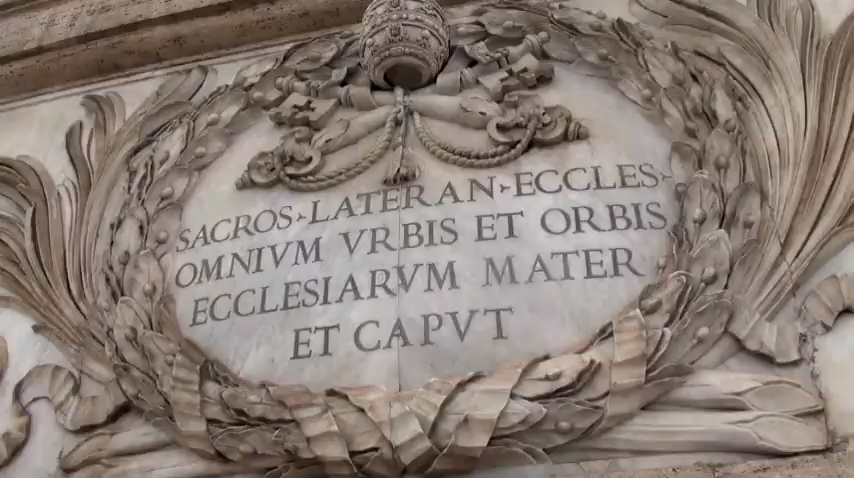 SACROS·LATERAN·ECCLES·
OMNIVM VRBIS ET ORBIS
ECCLESIARVM MATER
ET CAPVT